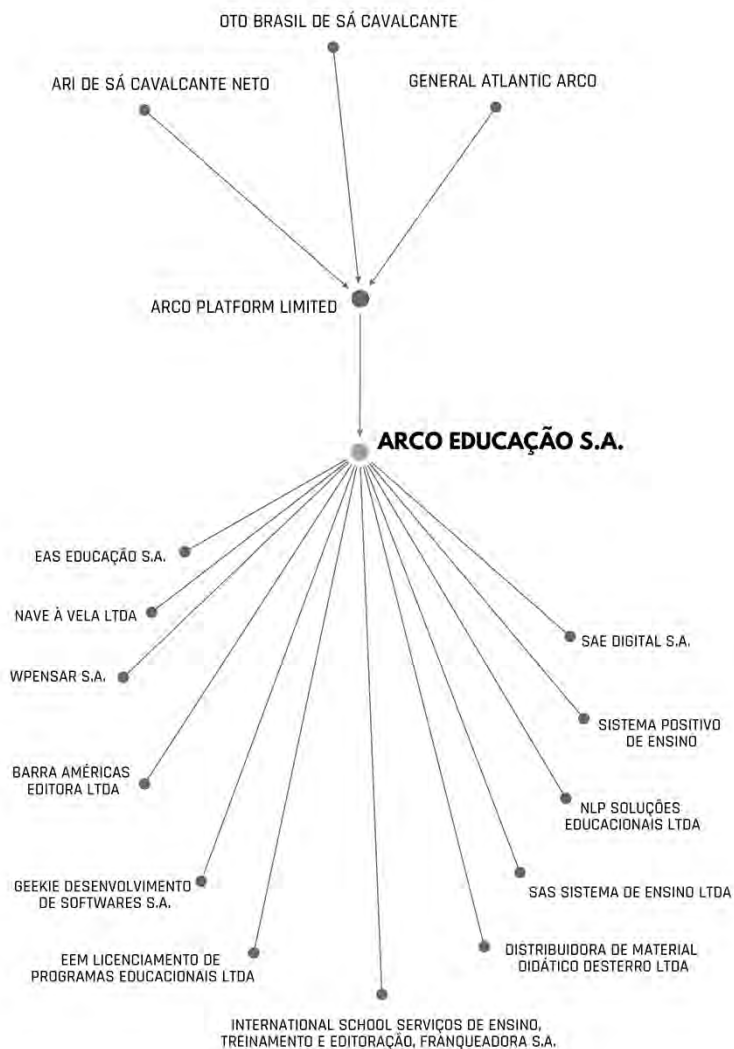 OTO BRASIL DE SÁ CAVALCANTE
ARI DE SÁ CAVALCANTE NETO
GENERAL ATLANTIC ARCO
ARCO PLATFORM LIMITED
ARCO EDUCAÇÃO S.A.
EAS EDUCAÇÃO S.A.
NAVE À VELA LTDA
WPENSAR S.A.
BARRA AMÉRICAS
EDITORA LTDA
GEEKIE DESENVOLVIMENTO
DE SOFTWARES S.A.
EEM LICENCIAMENTO DE
PROGRAMAS EDUCACIONAIS LTDA
INTERNATIONAL SCHOOL SERVIÇOS DE ENSINO,
TREINAMENTO E EDITORAÇÃO, FRANQUEADORA S.A.
DISTRIBUIDORA DE MATERIAL
DIDÁTICO DESTERRO LTDA
SAS SISTEMA DE ENSINO LTDA
NLP SOLUÇÕES
EDUCACIONAIS LTDA
SISTEMA POSITIVO
DE ENSINO
SAE DIGITAL S.A.